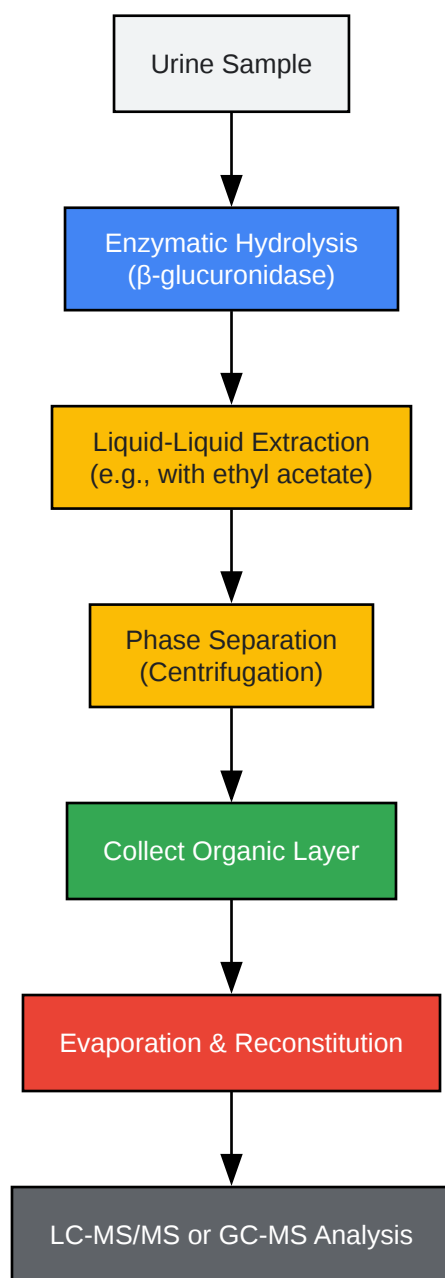 Urine Sample
Enzymatic Hydrolysis
(β-glucuronidase)
Liquid-Liquid Extraction
(e.g., with ethyl acetate)
Phase Separation
(Centrifugation)
Collect Organic Layer
Evaporation & Reconstitution
LC-MS/MS or GC-MS Analysis